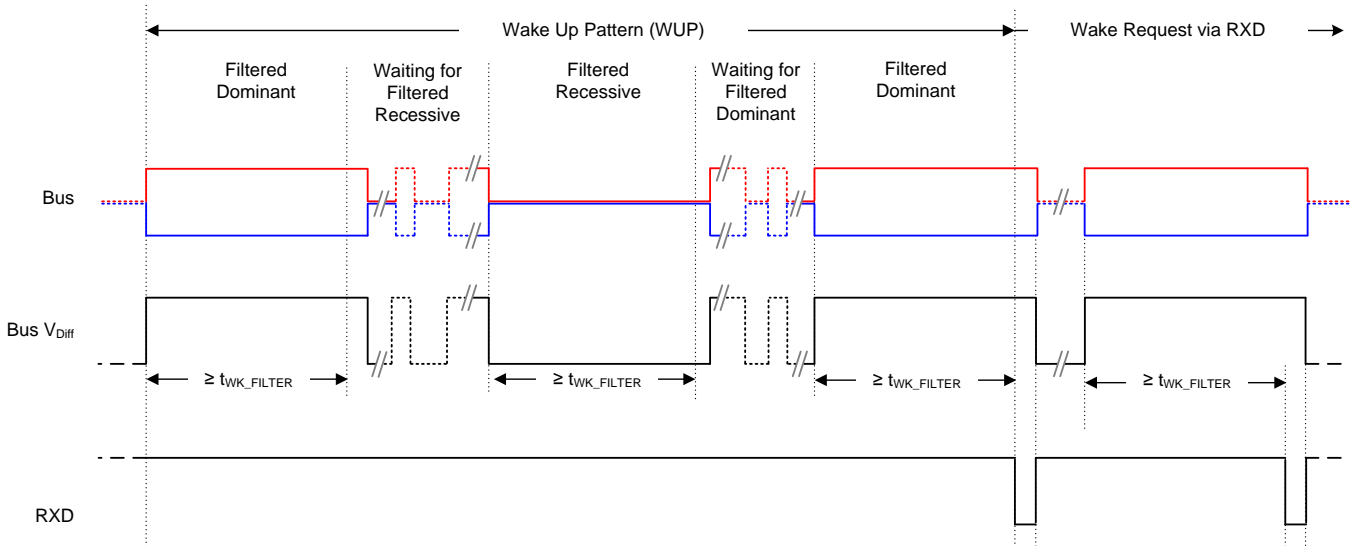 Wake Up Pattern (WUP)
Wake Request via RXD
Filtered
Dominant
Waiting for
Filtered
Recessive
Filtered
Recessive
Waiting for
Filtered
Dominant
Filtered
Dominant
Bus
Bus VDiff
≥ tWK_FILTER
≥ tWK_FILTER
≥ tWK_FILTER
≥ tWK_FILTER
RXD